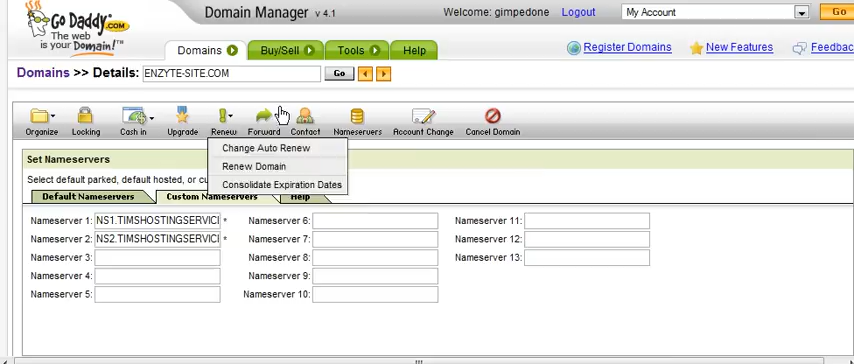 Go Daddy.COM
The web
is your Domain!™
Domain Manager v 4.1
Welcome: gimpedone Logout My Account Go
Domains Buy/Sell Tools Help
Register Domains New Features Feedbac
Domains >> Details: ENZYTE-SITE.COM Go
Organize Locking Cash in Upgrade Renew Forward Contact Nameservers Account Change Cancel Domain
Change Auto Renew
Renew Domain
Consolidate Expiration Dates
Set Nameservers
Select default parked, default hosted, or cu
Default Nameservers Custom Nameservers Help
Nameserver 1: NS1.TIMSHOSTINGSERVICI * Nameserver 6: Nameserver 11:
Nameserver 2: NS2.TIMSHOSTINGSERVICI * Nameserver 7: Nameserver 12:
Nameserver 3: Nameserver 8: Nameserver 13:
Nameserver 4: Nameserver 9:
Nameserver 5: Nameserver 10: